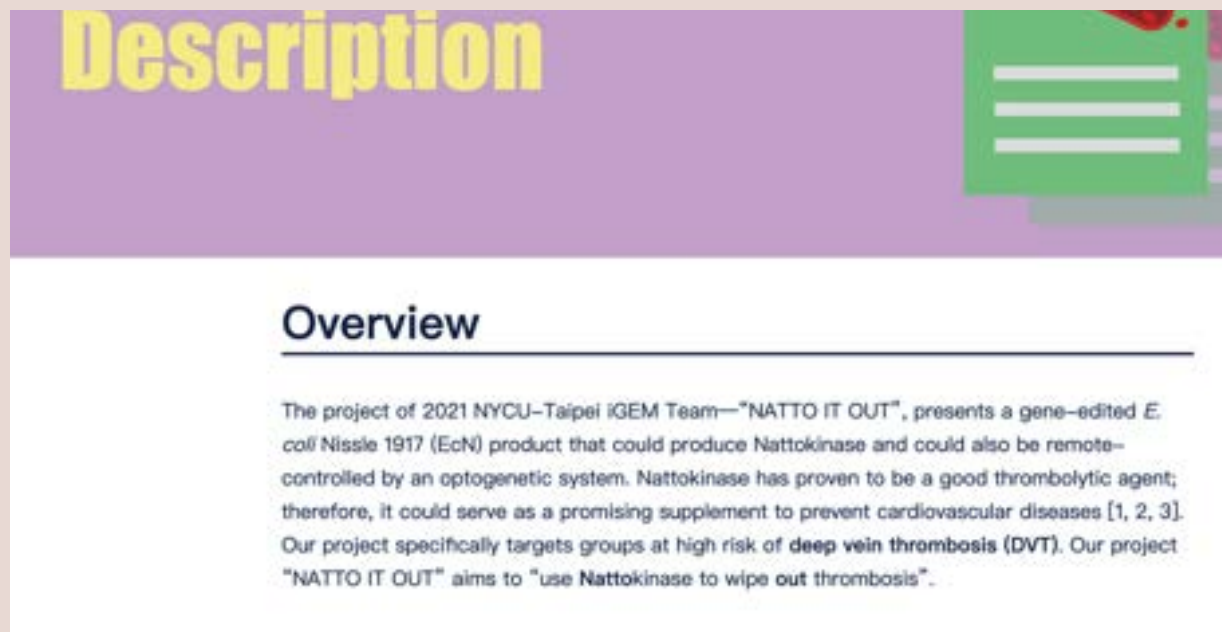 Description
Overview
The project of 2021 NYCU-Taipei iGEM Team—"NATTO IT OUT", presents a gene-edited E.
coli Nissle 1917 (EcN) product that could produce Nattokinase and could also be remote-
controlled by an optogenetic system. Nattokinase has proven to be a good thrombolytic agent;
therefore, it could serve as a promising supplement to prevent cardiovascular diseases [1, 2, 3].
Our project specifically targets groups at high risk of deep vein thrombosis (DVT). Our project
"NATTO IT OUT" aims to "use Nattokinase to wipe out thrombosis".